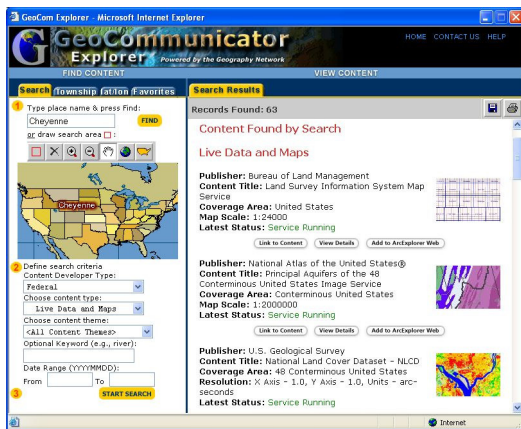 GeoCom Explorer - Microsoft Internet Explorer
GeoCommunicator
Explorer
Powered by the Geography Network
HOME CONTACT US HELP
FIND CONTENT
VIEW CONTENT
Search Township Lat/lon Favorites
Search Results
1 Type place name & press Find:
Cheyenne
FIND
or draw search area :
Cheyenne
2 Define search criteria
Content Developer Type:
Federal
Choose content type:
Live Data and Maps
Choose content theme:
<All Content Themes>
Optional Keyword (e.g., river):
Date Range (YYYYMMDD):
From To
3 START SEARCH
Records Found: 63
Content Found by Search
Live Data and Maps
Publisher: Bureau of Land Management
Content Title: Land Survey Information System Map
Service
Coverage Area: United States
Map Scale: 1:24000
Latest Status: Service Running
Link to Content View Details Add to ArcExplorer Web
Publisher: National Atlas of the United States®
Content Title: Principal Aquifers of the 48
Conterminous United States Image Service
Coverage Area: Conterminous United States
Map Scale: 1:2000000
Latest Status: Service Running
Link to Content View Details Add to ArcExplorer Web
Publisher: U.S. Geological Survey
Content Title: National Land Cover Dataset - NLCD
Coverage Area: 48 Conterminous United States
Resolution: X Axis - 1.0, Y Axis - 1.0, Units - arc-
seconds
Latest Status: Service Running
Internet